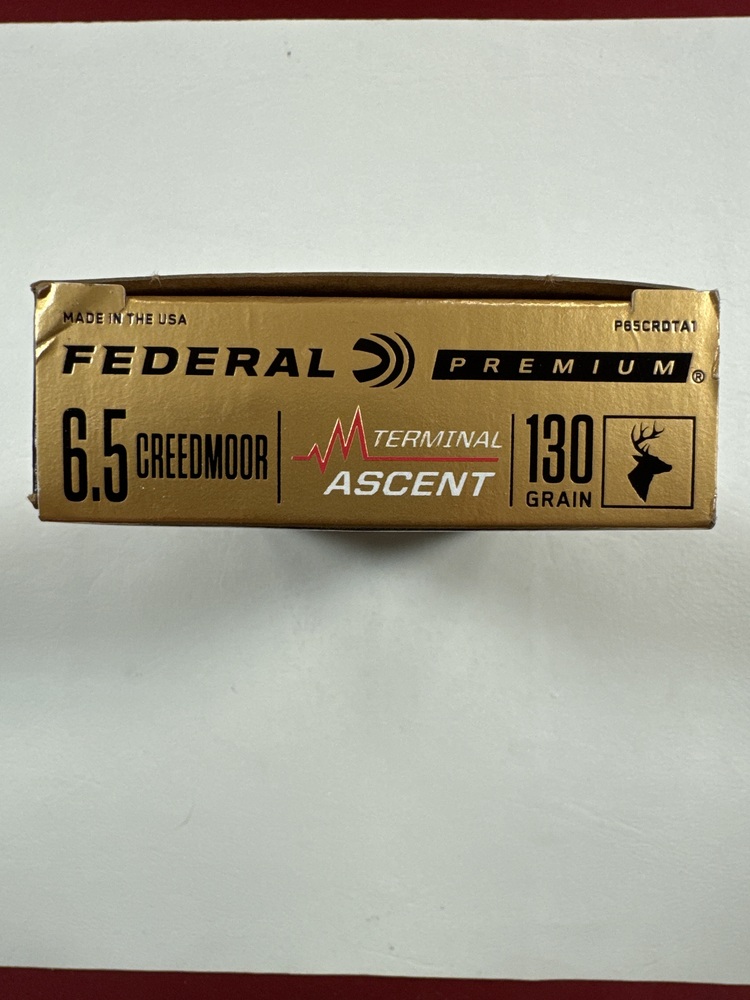 MADE IN THE USA P65CRDTA1
FEDERAL PREMIUM®
6.5 CREEDMOOR
TERMINAL
ASCENT
130
GRAIN